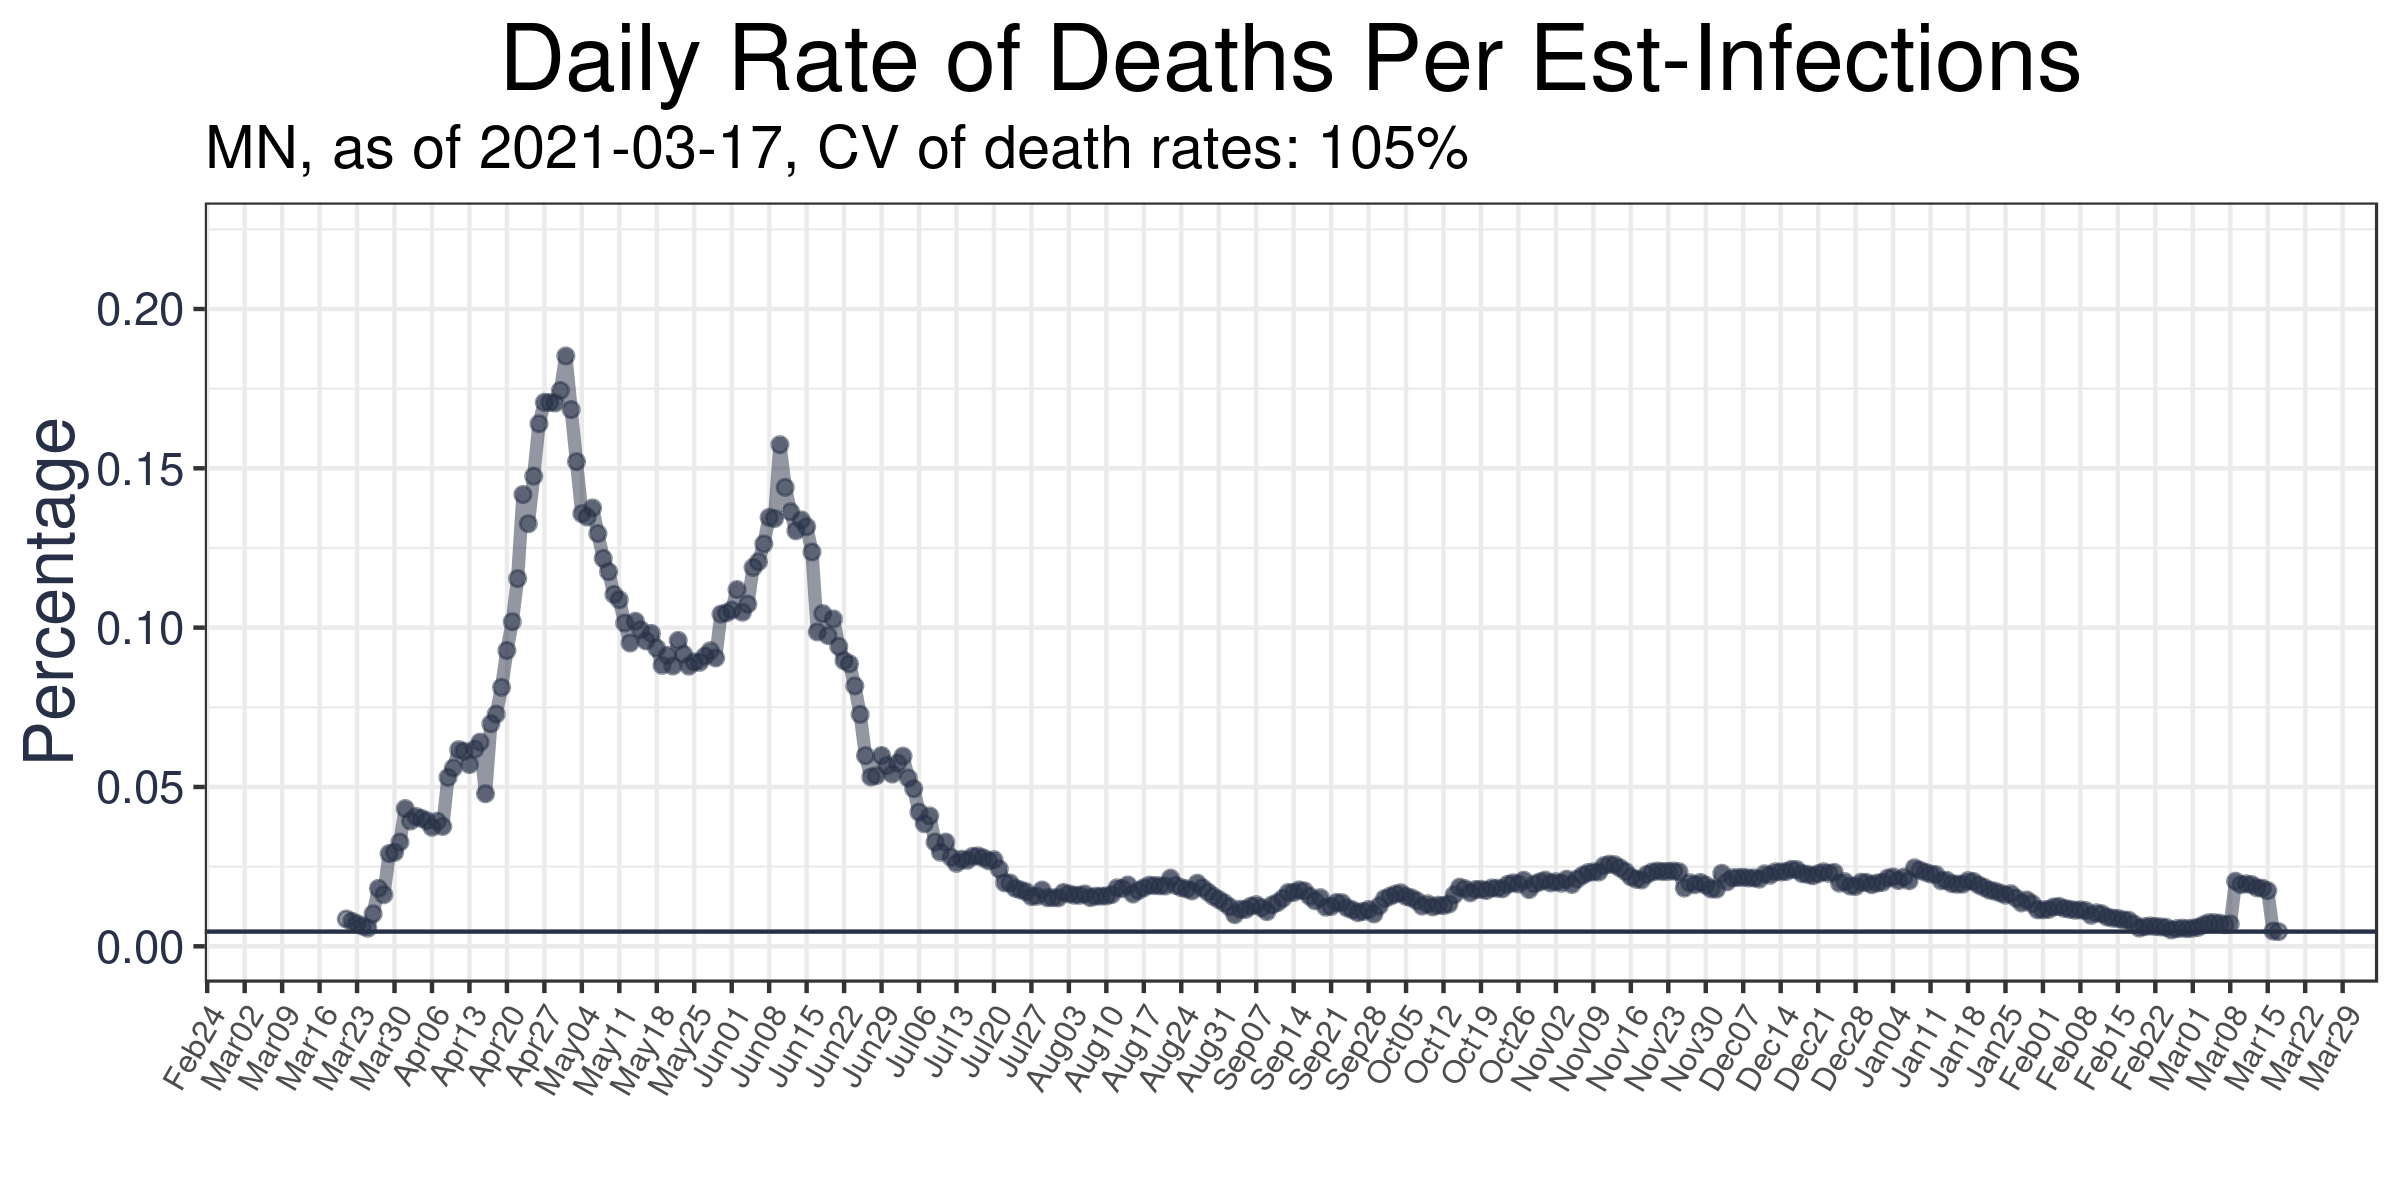 Daily Rate of Deaths Per Est-Infections
MN, as of 2021-03-17, CV of death rates: 105%
Percentage
0.20
0.15
0.10
0.05
0.00
Feb24
Mar02
Mar09
Mar16
Mar23
Mar30
Apr06
Apr13
Apr20
Apr27
May04
May11
May18
May25
Jun01
Jun08
Jun15
Jun22
Jun29
Jul06
Jul13
Jul20
Jul27
Aug03
Aug10
Aug17
Aug24
Aug31
Sep07
Sep14
Sep21
Sep28
Oct05
Oct12
Oct19
Oct26
Nov02
Nov09
Nov16
Nov23
Nov30
Dec07
Dec14
Dec21
Dec28
Jan04
Jan11
Jan18
Jan25
Feb01
Feb08
Feb15
Feb22
Mar01
Mar08
Mar15
Mar22
Mar29